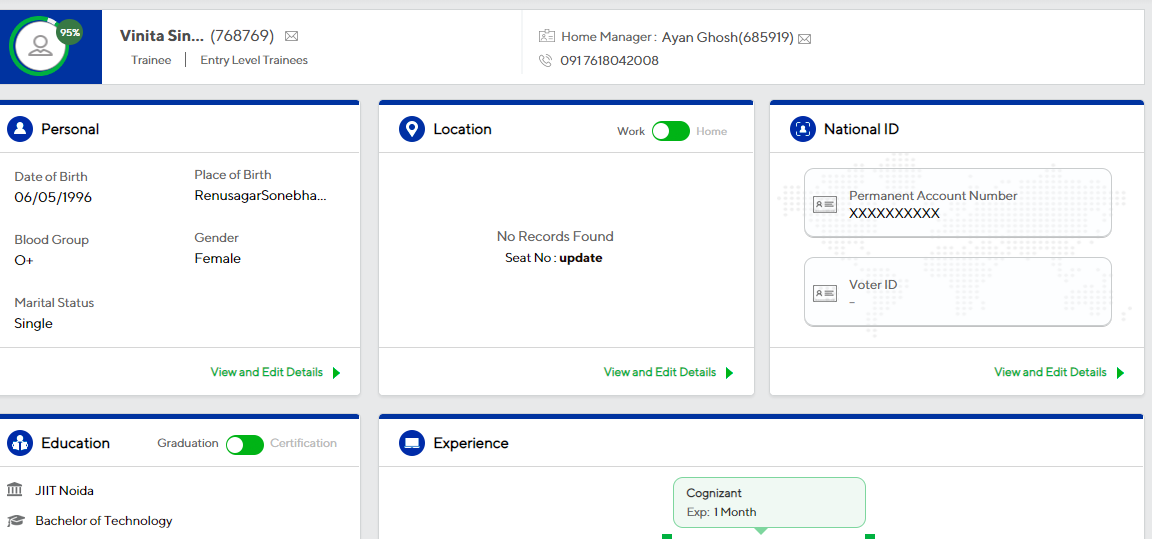 95%
Vinita Sin... (768769)
Trainee | Entry Level Trainees
Home Manager : Ayan Ghosh(685919)
0917618042008
Personal
Date of Birth
06/05/1996
Place of Birth
RenusagarSonebha...
Blood Group
O+
Gender
Female
Marital Status
Single
View and Edit Details
Location
Work
Home
No Records Found
Seat No : update
View and Edit Details
National ID
Permanent Account Number
XXXXXXXXXX
Voter ID
–
View and Edit Details
Education
Graduation
Certification
JIIT Noida
Bachelor of Technology
Experience
Cognizant
Exp: 1 Month